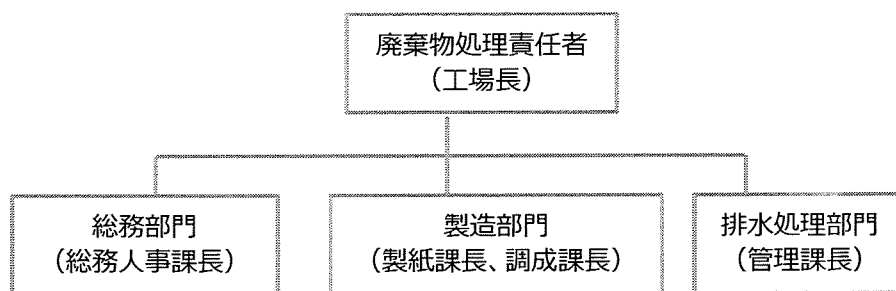 廃棄物処理責任者
（工場長）
総務部門
（総務人事課長）
製造部門
（製紙課長、調成課長）
排水処理部門
（管理課長）